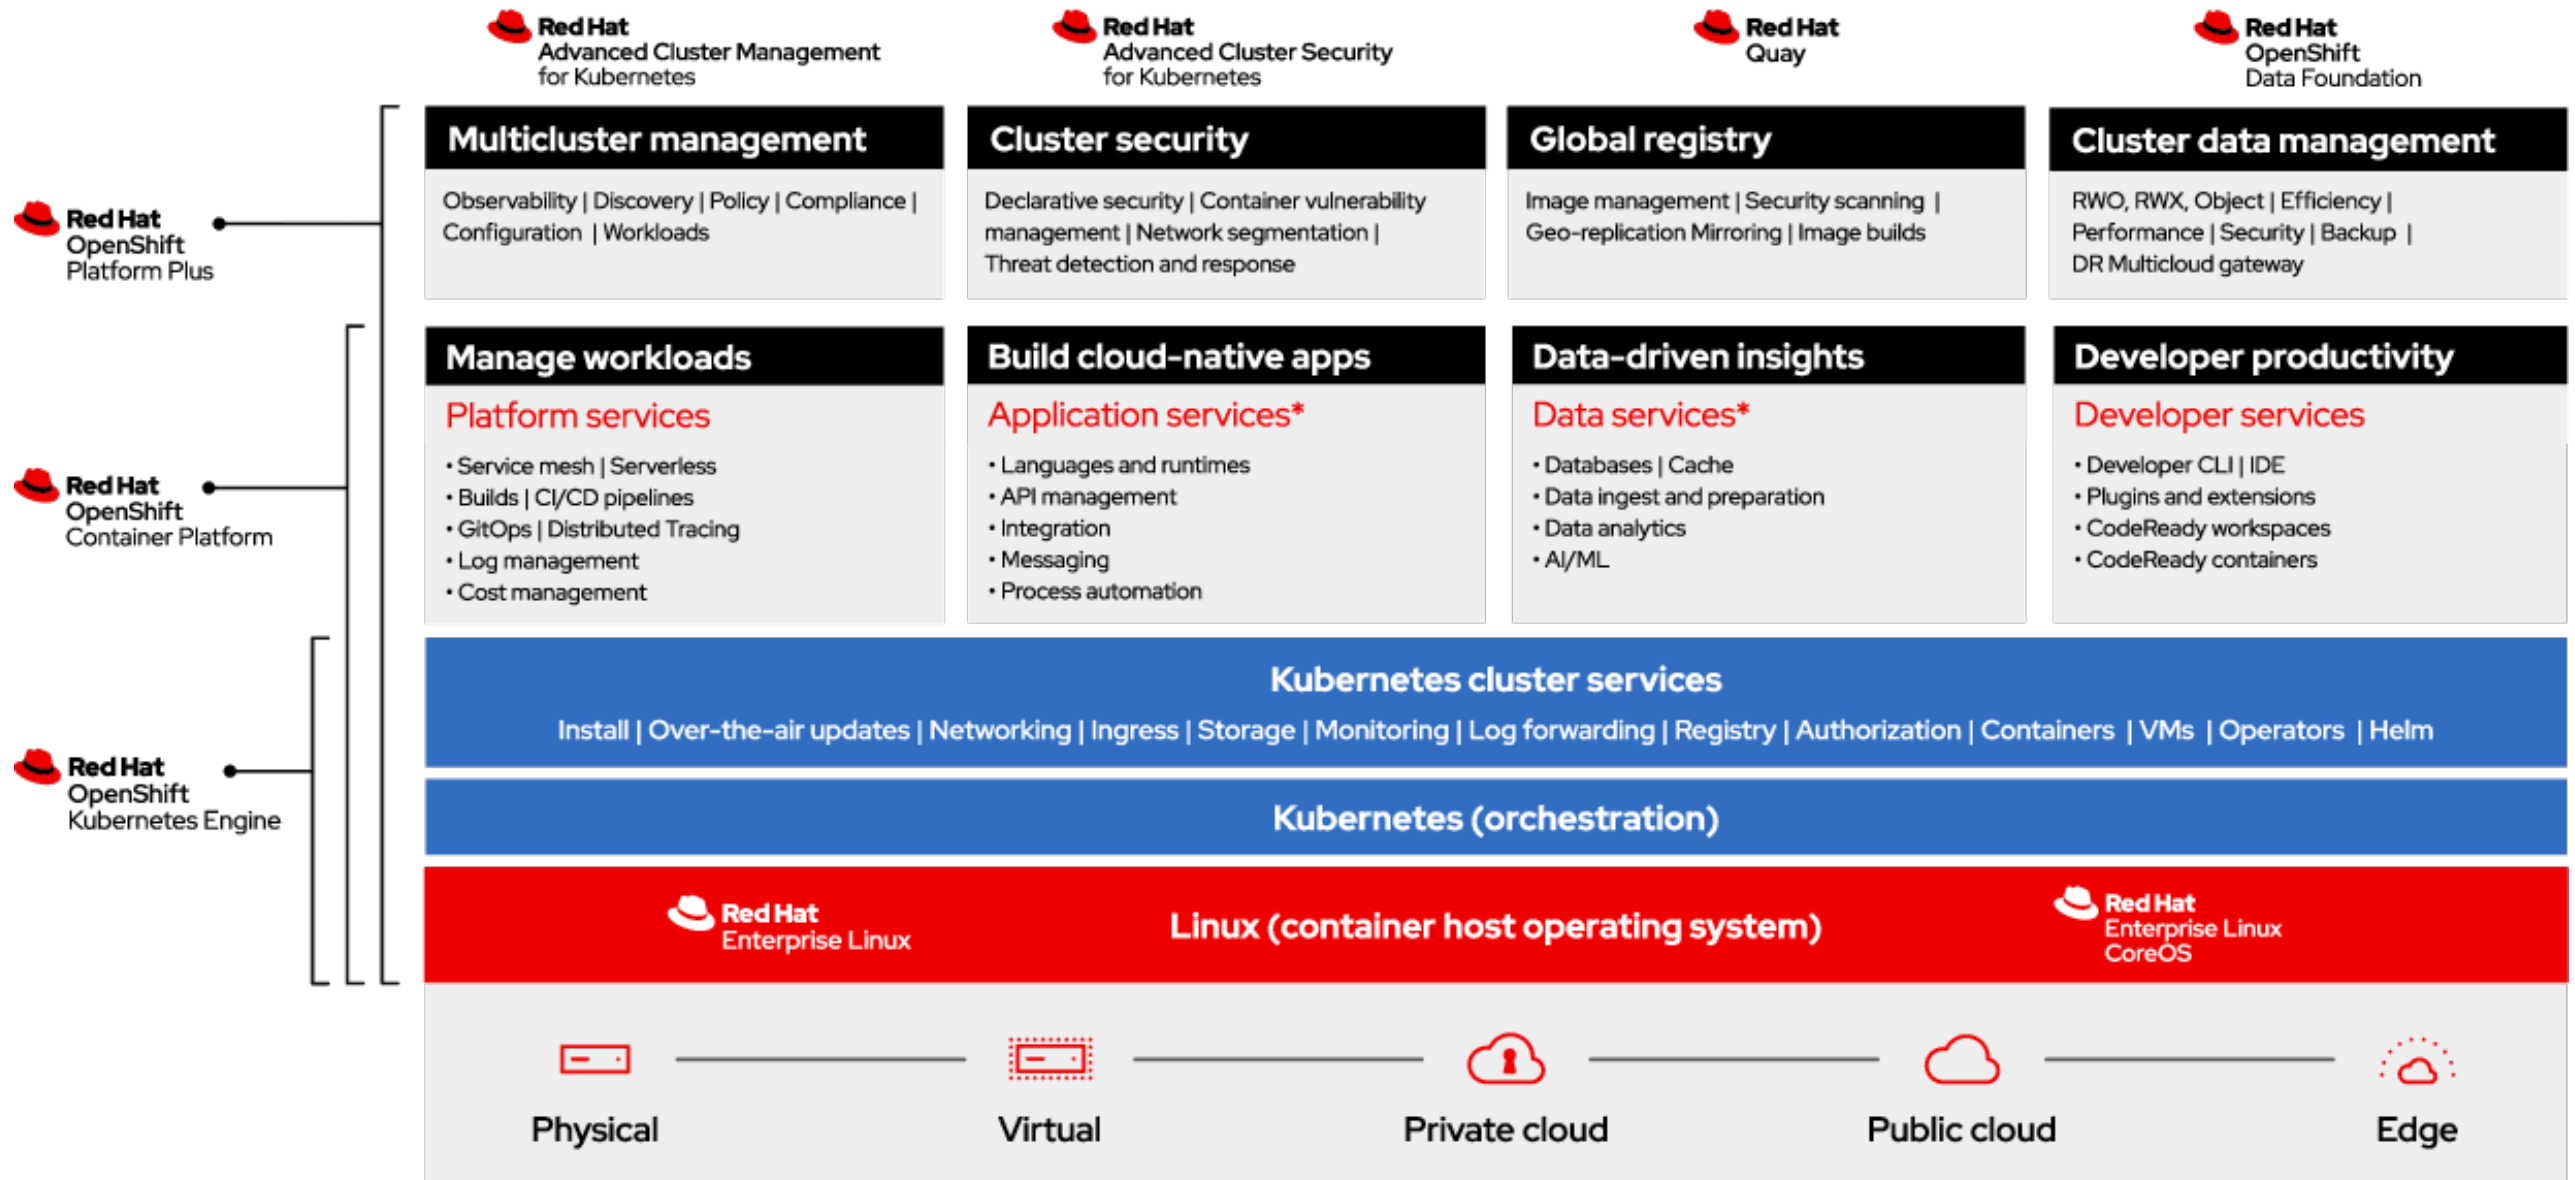 Red Hat
Advanced Cluster Management
for Kubernetes
Red Hat
Advanced Cluster Security
for Kubernetes
Red Hat
Quay
Red Hat
OpenShift
Data Foundation
Red Hat
OpenShift
Platform Plus
Multicluster management
Observability | Discovery | Policy | Compliance |
Configuration | Workloads
Cluster security
Declarative security | Container vulnerability
management | Network segmentation |
Threat detection and response
Global registry
Image management | Security scanning |
Geo-replication Mirroring | Image builds
Cluster data management
RWO, RWX, Object | Efficiency |
Performance | Security | Backup |
DR Multicloud gateway
Red Hat
OpenShift
Container Platform
Manage workloads
Platform services
• Service mesh | Serverless
• Builds | CI/CD pipelines
• GitOps | Distributed Tracing
• Log management
• Cost management
Build cloud-native apps
Application services*
• Languages and runtimes
• API management
• Integration
• Messaging
• Process automation
Data-driven insights
Data services*
• Databases | Cache
• Data ingest and preparation
• Data analytics
• AI/ML
Developer productivity
Developer services
• Developer CLI | IDE
• Plugins and extensions
• CodeReady workspaces
• CodeReady containers
Red Hat
OpenShift
Kubernetes Engine
Kubernetes cluster services
Install | Over-the-air updates | Networking | Ingress | Storage | Monitoring | Log forwarding | Registry | Authorization | Containers | VMs | Operators | Helm
Kubernetes (orchestration)
Red Hat
Enterprise Linux
Linux (container host operating system)
Red Hat
Enterprise Linux
CoreOS
Physical
Virtual
Private cloud
Public cloud
Edge